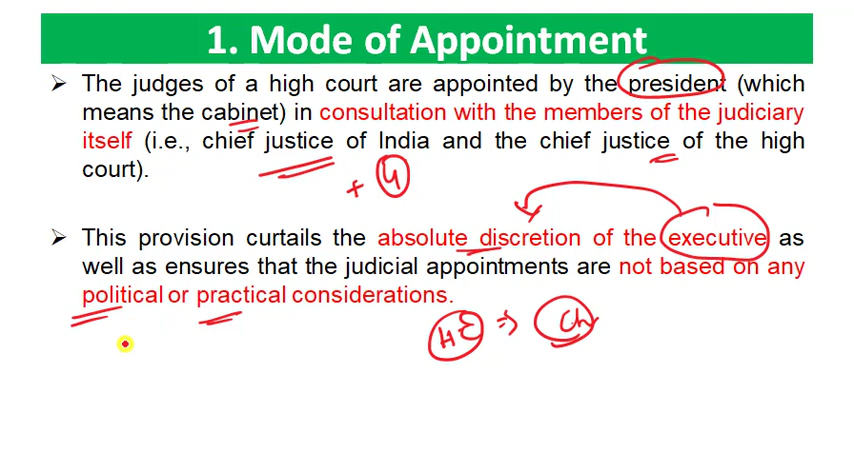 1. Mode of Appointment
➢ The judges of a high court are appointed by the president (which
means the cabinet) in consultation with the members of the judiciary
itself (i.e., chief justice of India and the chief justice of the high
court).
+ 4
➢ This provision curtails the absolute discretion of the executive as
well as ensures that the judicial appointments are not based on any
political or practical considerations.